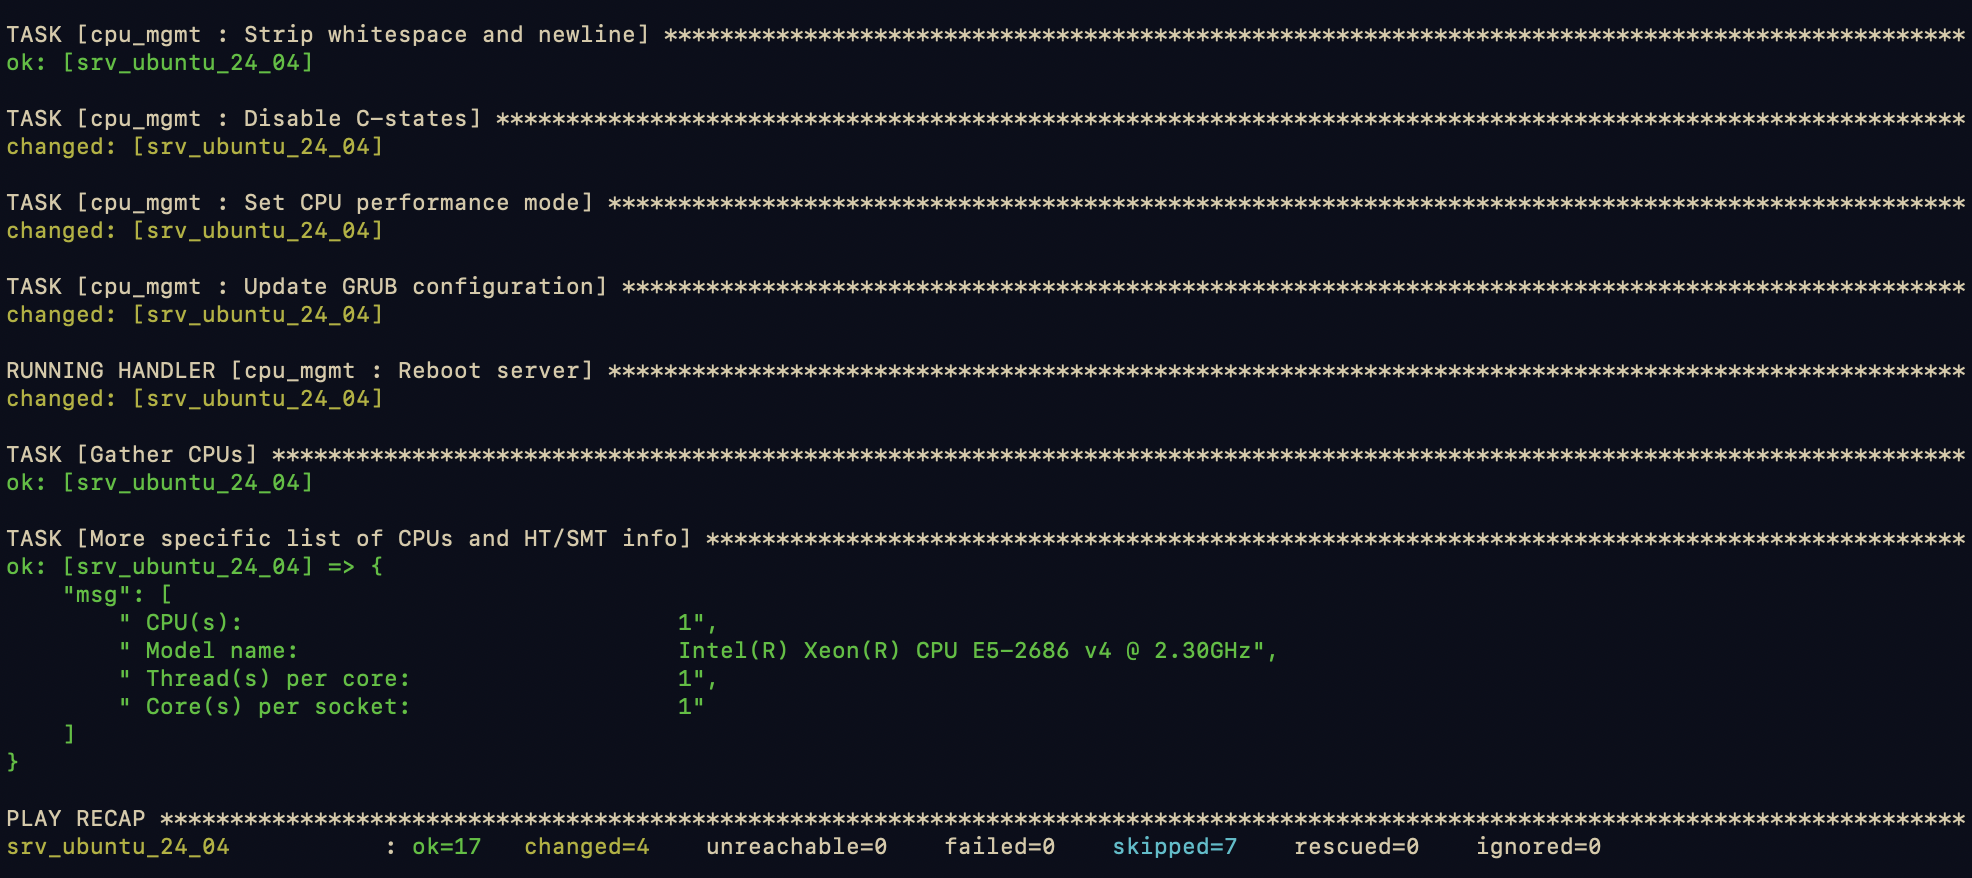 TASK [cpu_mgmt : Strip whitespace and newline] *********************************************************************************************
ok: [srv_ubuntu_24_04]
TASK [cpu_mgmt : Disable C-states] *********************************************************************************************************
changed: [srv_ubuntu_24_04]
TASK [cpu_mgmt : Set CPU performance mode] *************************************************************************************************
changed: [srv_ubuntu_24_04]
TASK [cpu_mgmt : Update GRUB configuration] ************************************************************************************************
changed: [srv_ubuntu_24_04]
RUNNING HANDLER [cpu_mgmt : Reboot server] *************************************************************************************************
changed: [srv_ubuntu_24_04]
TASK [Gather CPUs] *************************************************************************************************************************
ok: [srv_ubuntu_24_04]
TASK [More specific list of CPUs and HT/SMT info] ******************************************************************************************
ok: [srv_ubuntu_24_04] => {
    "msg": [
        " CPU(s):                               1",
        " Model name:                           Intel(R) Xeon(R) CPU E5-2686 v4 @ 2.30GHz",
        " Thread(s) per core:                   1",
        " Core(s) per socket:                   1"
    ]
}
PLAY RECAP *********************************************************************************************************************************
srv_ubuntu_24_04           : ok=17   changed=4    unreachable=0    failed=0    skipped=7    rescued=0    ignored=0